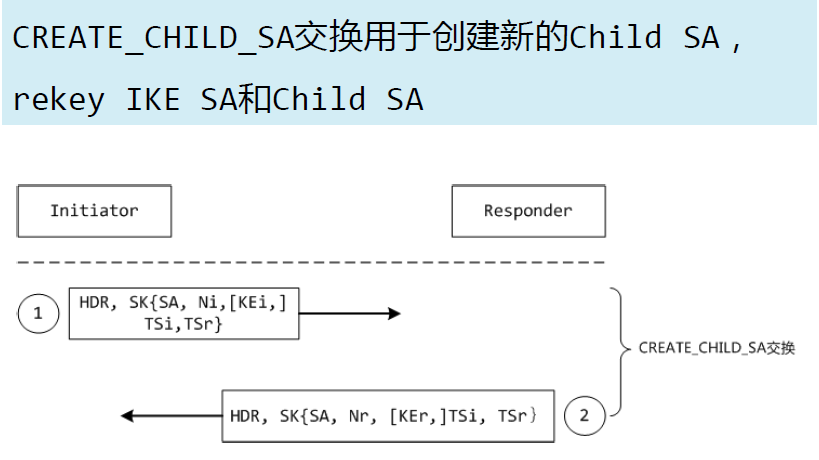 CREATE_CHILD_SA交换用于创建新的Child SA，
rekey IKE SA和Child SA
Initiator
Responder
1
HDR, SK{SA, Ni,[KEi,]
TSi,TSr}
CREATE_CHILD_SA交换
HDR, SK{SA, Nr, [KEr,]TSi, TSr}
2